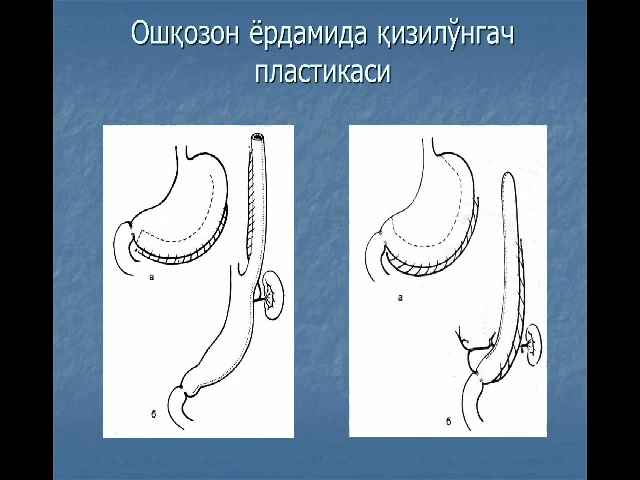 Ошқозон ёрдамида қизилўнгач
пластикаси
а
б
а
б